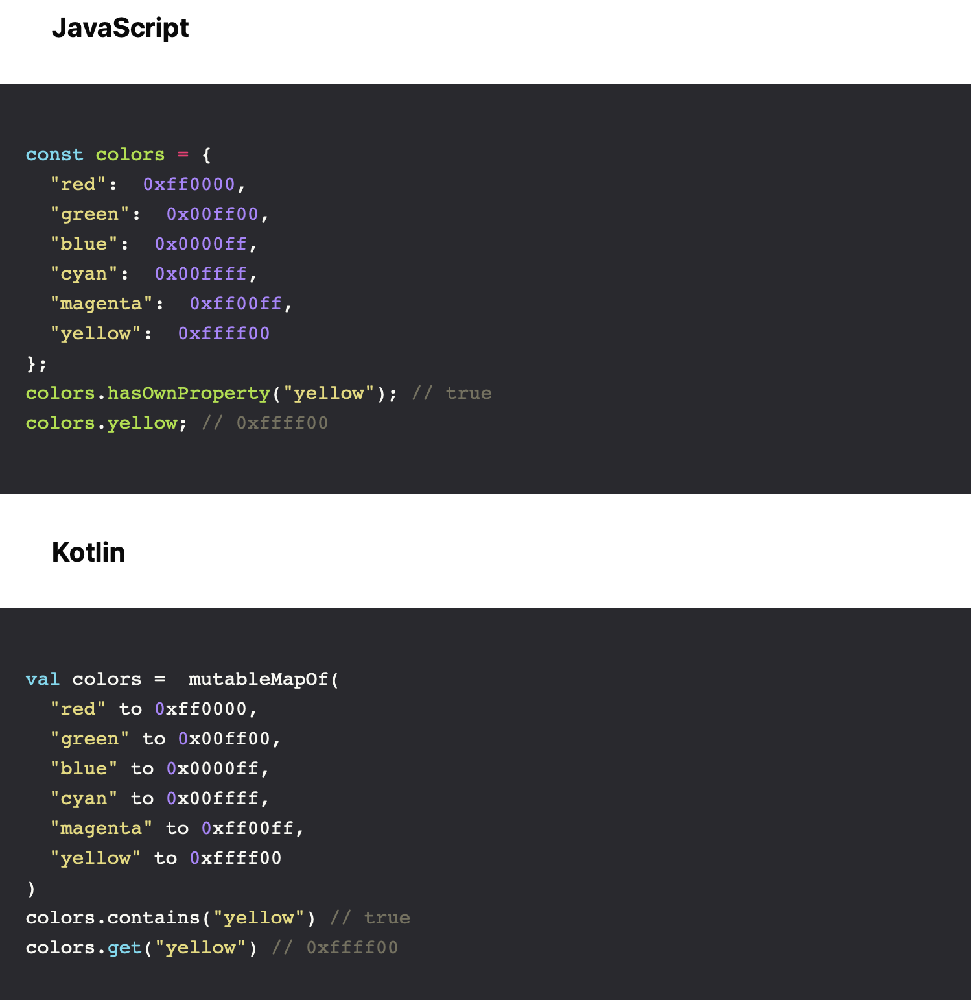 JavaScript
const colors = {
  "red":  0xff0000,
  "green":  0x00ff00,
  "blue":  0x0000ff,
  "cyan":  0x00ffff,
  "magenta":  0xff00ff,
  "yellow":  0xffff00
};
colors.hasOwnProperty("yellow"); // true
colors.yellow; // 0xffff00
Kotlin
val colors =  mutableMapOf(
  "red" to 0xff0000,
  "green" to 0x00ff00,
  "blue" to 0x0000ff,
  "cyan" to 0x00ffff,
  "magenta" to 0xff00ff,
  "yellow" to 0xffff00
)
colors.contains("yellow") // true
colors.get("yellow") // 0xffff00